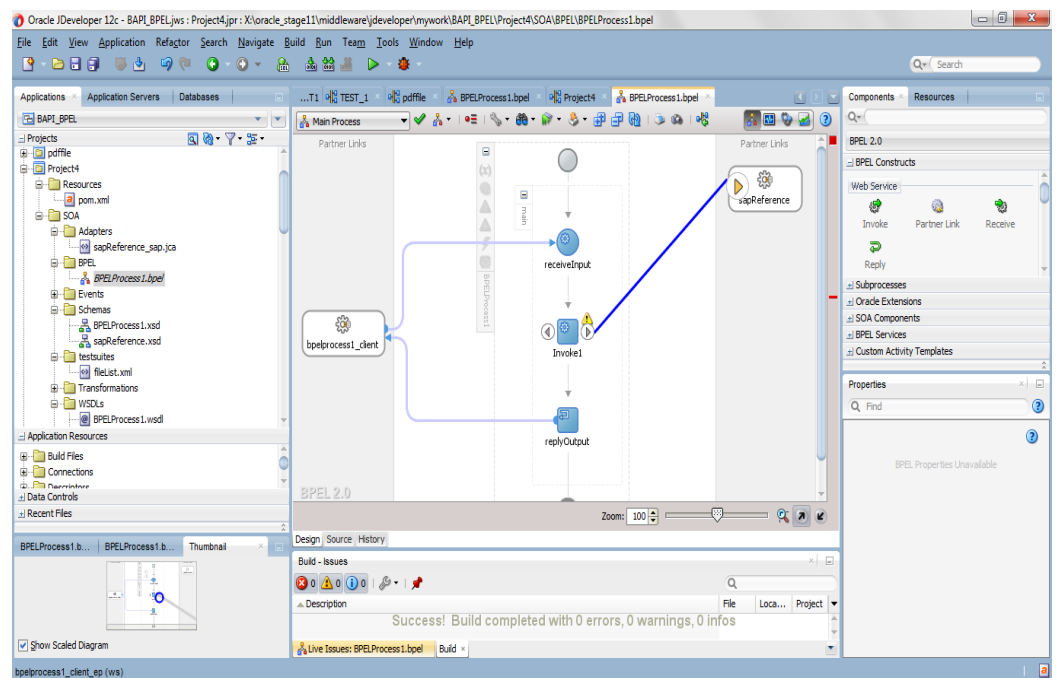 Oracle JDeveloper 12c - BAPI_BPEL.jws : Project4.jpr : X:\oracle_stage11\middleware\jdeveloper\mywork\BAPI_BPEL\Project4\SOA\BPEL\BPELProcess1.bpel
File Edit View Application Refactor Search Navigate Build Run Team Tools Window Help
Search
Applications Application Servers Databases
...T1 TEST_1 pdffile BPELProcess1.bpel Project4 BPELProcess1.bpel
Components Resources
BAPI_BPEL
Main Process
Projects
pdffile
Project4
Resources
pom.xml
SOA
Adapters
sapReference_sap.jca
BPEL
BPELProcess1.bpel
Events
Schemas
BPELProcess1.xsd
sapReference.xsd
testsuites
fileList.xml
Transformations
WSDLs
BPELProcess1.wsdl
Application Resources
Build Files
Connections
Descriptors
Data Controls
Recent Files
BPELProcess1.b... BPELProcess1.b... Thumbnail
Show Scaled Diagram
Partner Links
Partner Links
main
BPELProcess1
sapReference
receiveInput
bpelprocess1_client
Invoke1
replyOutput
BPEL 2.0
Zoom: 100
Design Source History
Build - Issues
0 0 0
Description File Loca... Project
Success! Build completed with 0 errors, 0 warnings, 0 infos
Live Issues: BPELProcess1.bpel Build
BPEL 2.0
BPEL Constructs
Web Service
Invoke Partner Link Receive
Reply
Subprocesses
Oracle Extensions
SOA Components
BPEL Services
Custom Activity Templates
Properties
Find
BPEL Properties Unavailable
bpelprocess1_client_ep (ws)